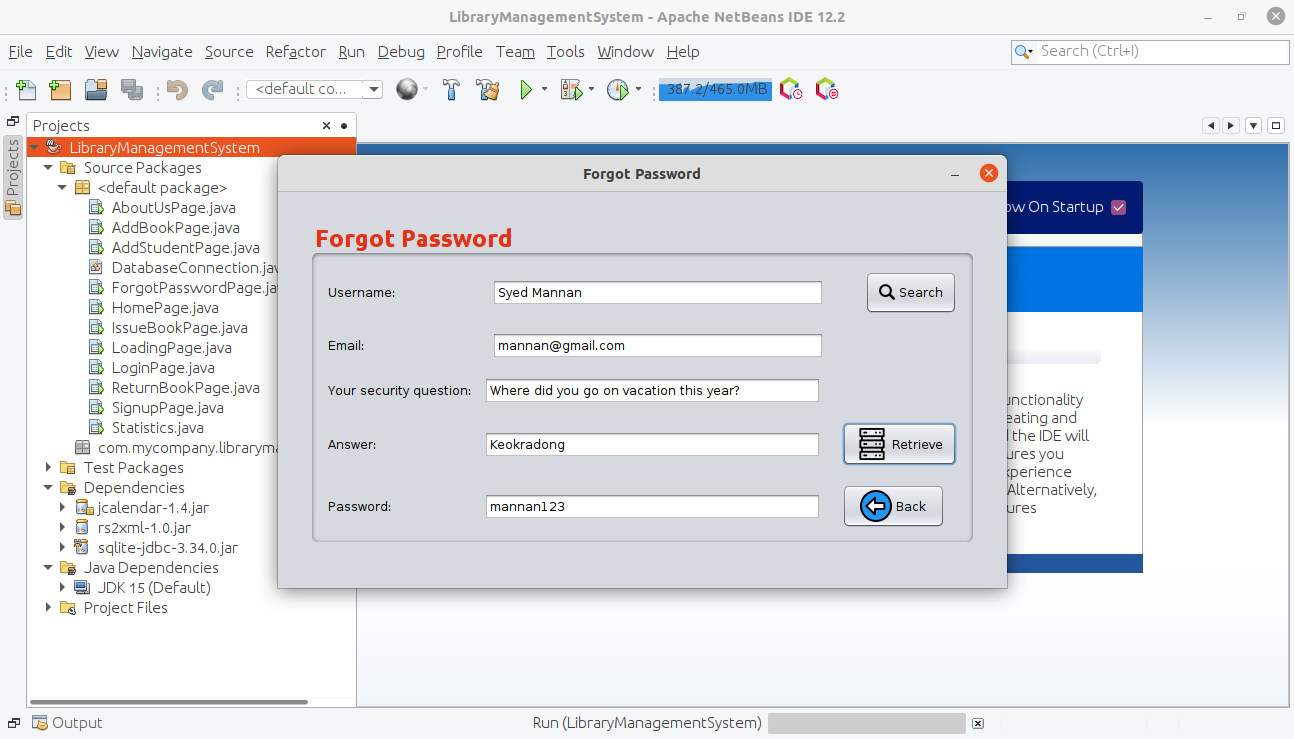 LibraryManagementSystem - Apache NetBeans IDE 12.2
File Edit View Navigate Source Refactor Run Debug Profile Team Tools Window Help
Search (Ctrl+I)
<default co...
387.2/465.0MB
Projects
Projects
LibraryManagementSystem
Source Packages
<default package>
AboutUsPage.java
AddBookPage.java
AddStudentPage.java
DatabaseConnection.jav
ForgotPasswordPage.ja
HomePage.java
IssueBookPage.java
LoadingPage.java
LoginPage.java
ReturnBookPage.java
SignupPage.java
Statistics.java
com.mycompany.libraryma
Test Packages
Dependencies
jcalendar-1.4.jar
rs2xml-1.0.jar
sqlite-jdbc-3.34.0.jar
Java Dependencies
JDK 15 (Default)
Project Files
Forgot Password
Forgot Password
Username:
Syed Mannan
Search
Email:
mannan@gmail.com
Your security question:
Where did you go on vacation this year?
Answer:
Keokradong
Retrieve
Password:
mannan123
Back
ow On Startup
unctionality
eating and
d the IDE will
ures you
xperience
Alternatively,
ures
Output
Run (LibraryManagementSystem)